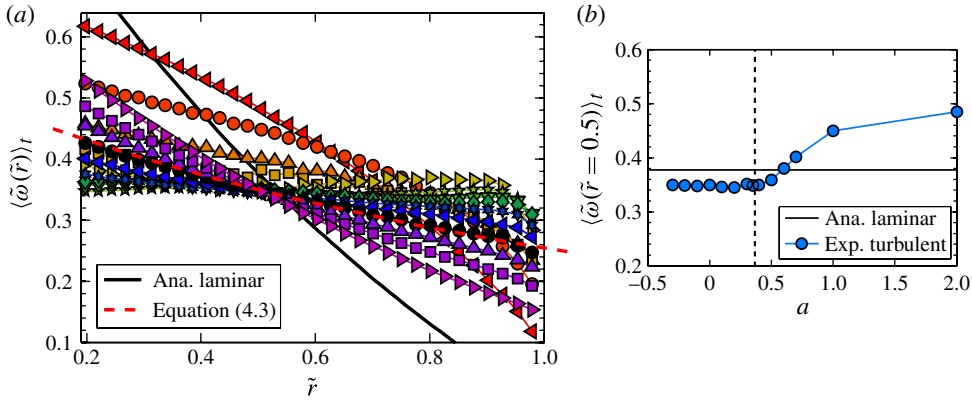 (a)
⟨ω̃(r̃)⟩t
0.6
0.5
0.4
0.3
0.2
0.1
Ana. laminar
Equation (4.3)
0.2 0.4 0.6 0.8 1.0
r̃
(b)
⟨ω̃(r̃ = 0.5)⟩t
0.6
0.5
0.4
0.3
0.2
Ana. laminar
Exp. turbulent
−0.5 0 0.5 1.0 1.5 2.0
a